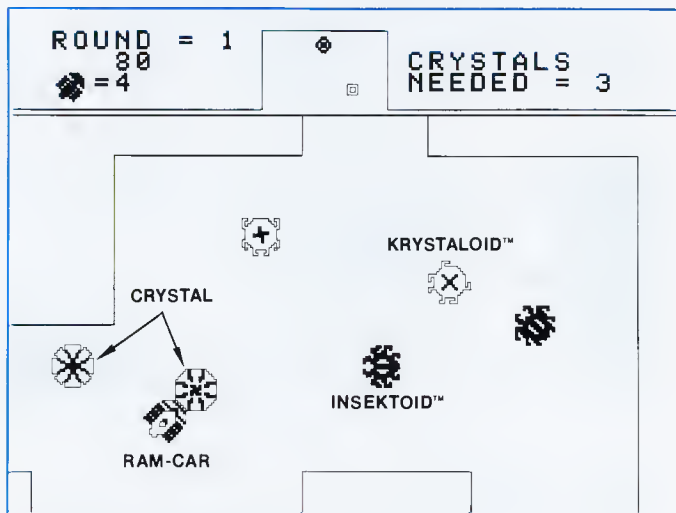 ROUND = 1
80
=4
CRYSTALS
NEEDED = 3
KRYSTALOID™
CRYSTAL
INSEKTOID™
RAM-CAR